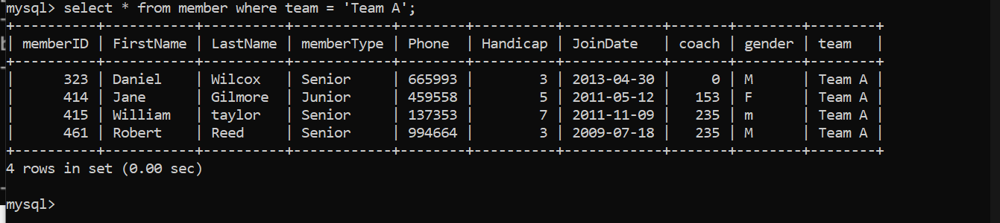 mysql> select * from member where team = 'Team A';
+----------+-----------+----------+------------+--------+----------+------------+-------+--------+--------+
| memberID | FirstName | LastName | memberType | Phone  | Handicap | JoinDate   | coach | gender | team   |
+----------+-----------+----------+------------+--------+----------+------------+-------+--------+--------+
|      323 | Daniel    | Wilcox   | Senior     | 665993 |        3 | 2013-04-30 |     0 | M      | Team A |
|      414 | Jane      | Gilmore  | Junior     | 459558 |        5 | 2011-05-12 |   153 | F      | Team A |
|      415 | William   | taylor   | Senior     | 137353 |        7 | 2011-11-09 |   235 | m      | Team A |
|      461 | Robert    | Reed     | Senior     | 994664 |        3 | 2009-07-18 |   235 | M      | Team A |
+----------+-----------+----------+------------+--------+----------+------------+-------+--------+--------+
4 rows in set (0.00 sec)
mysql>